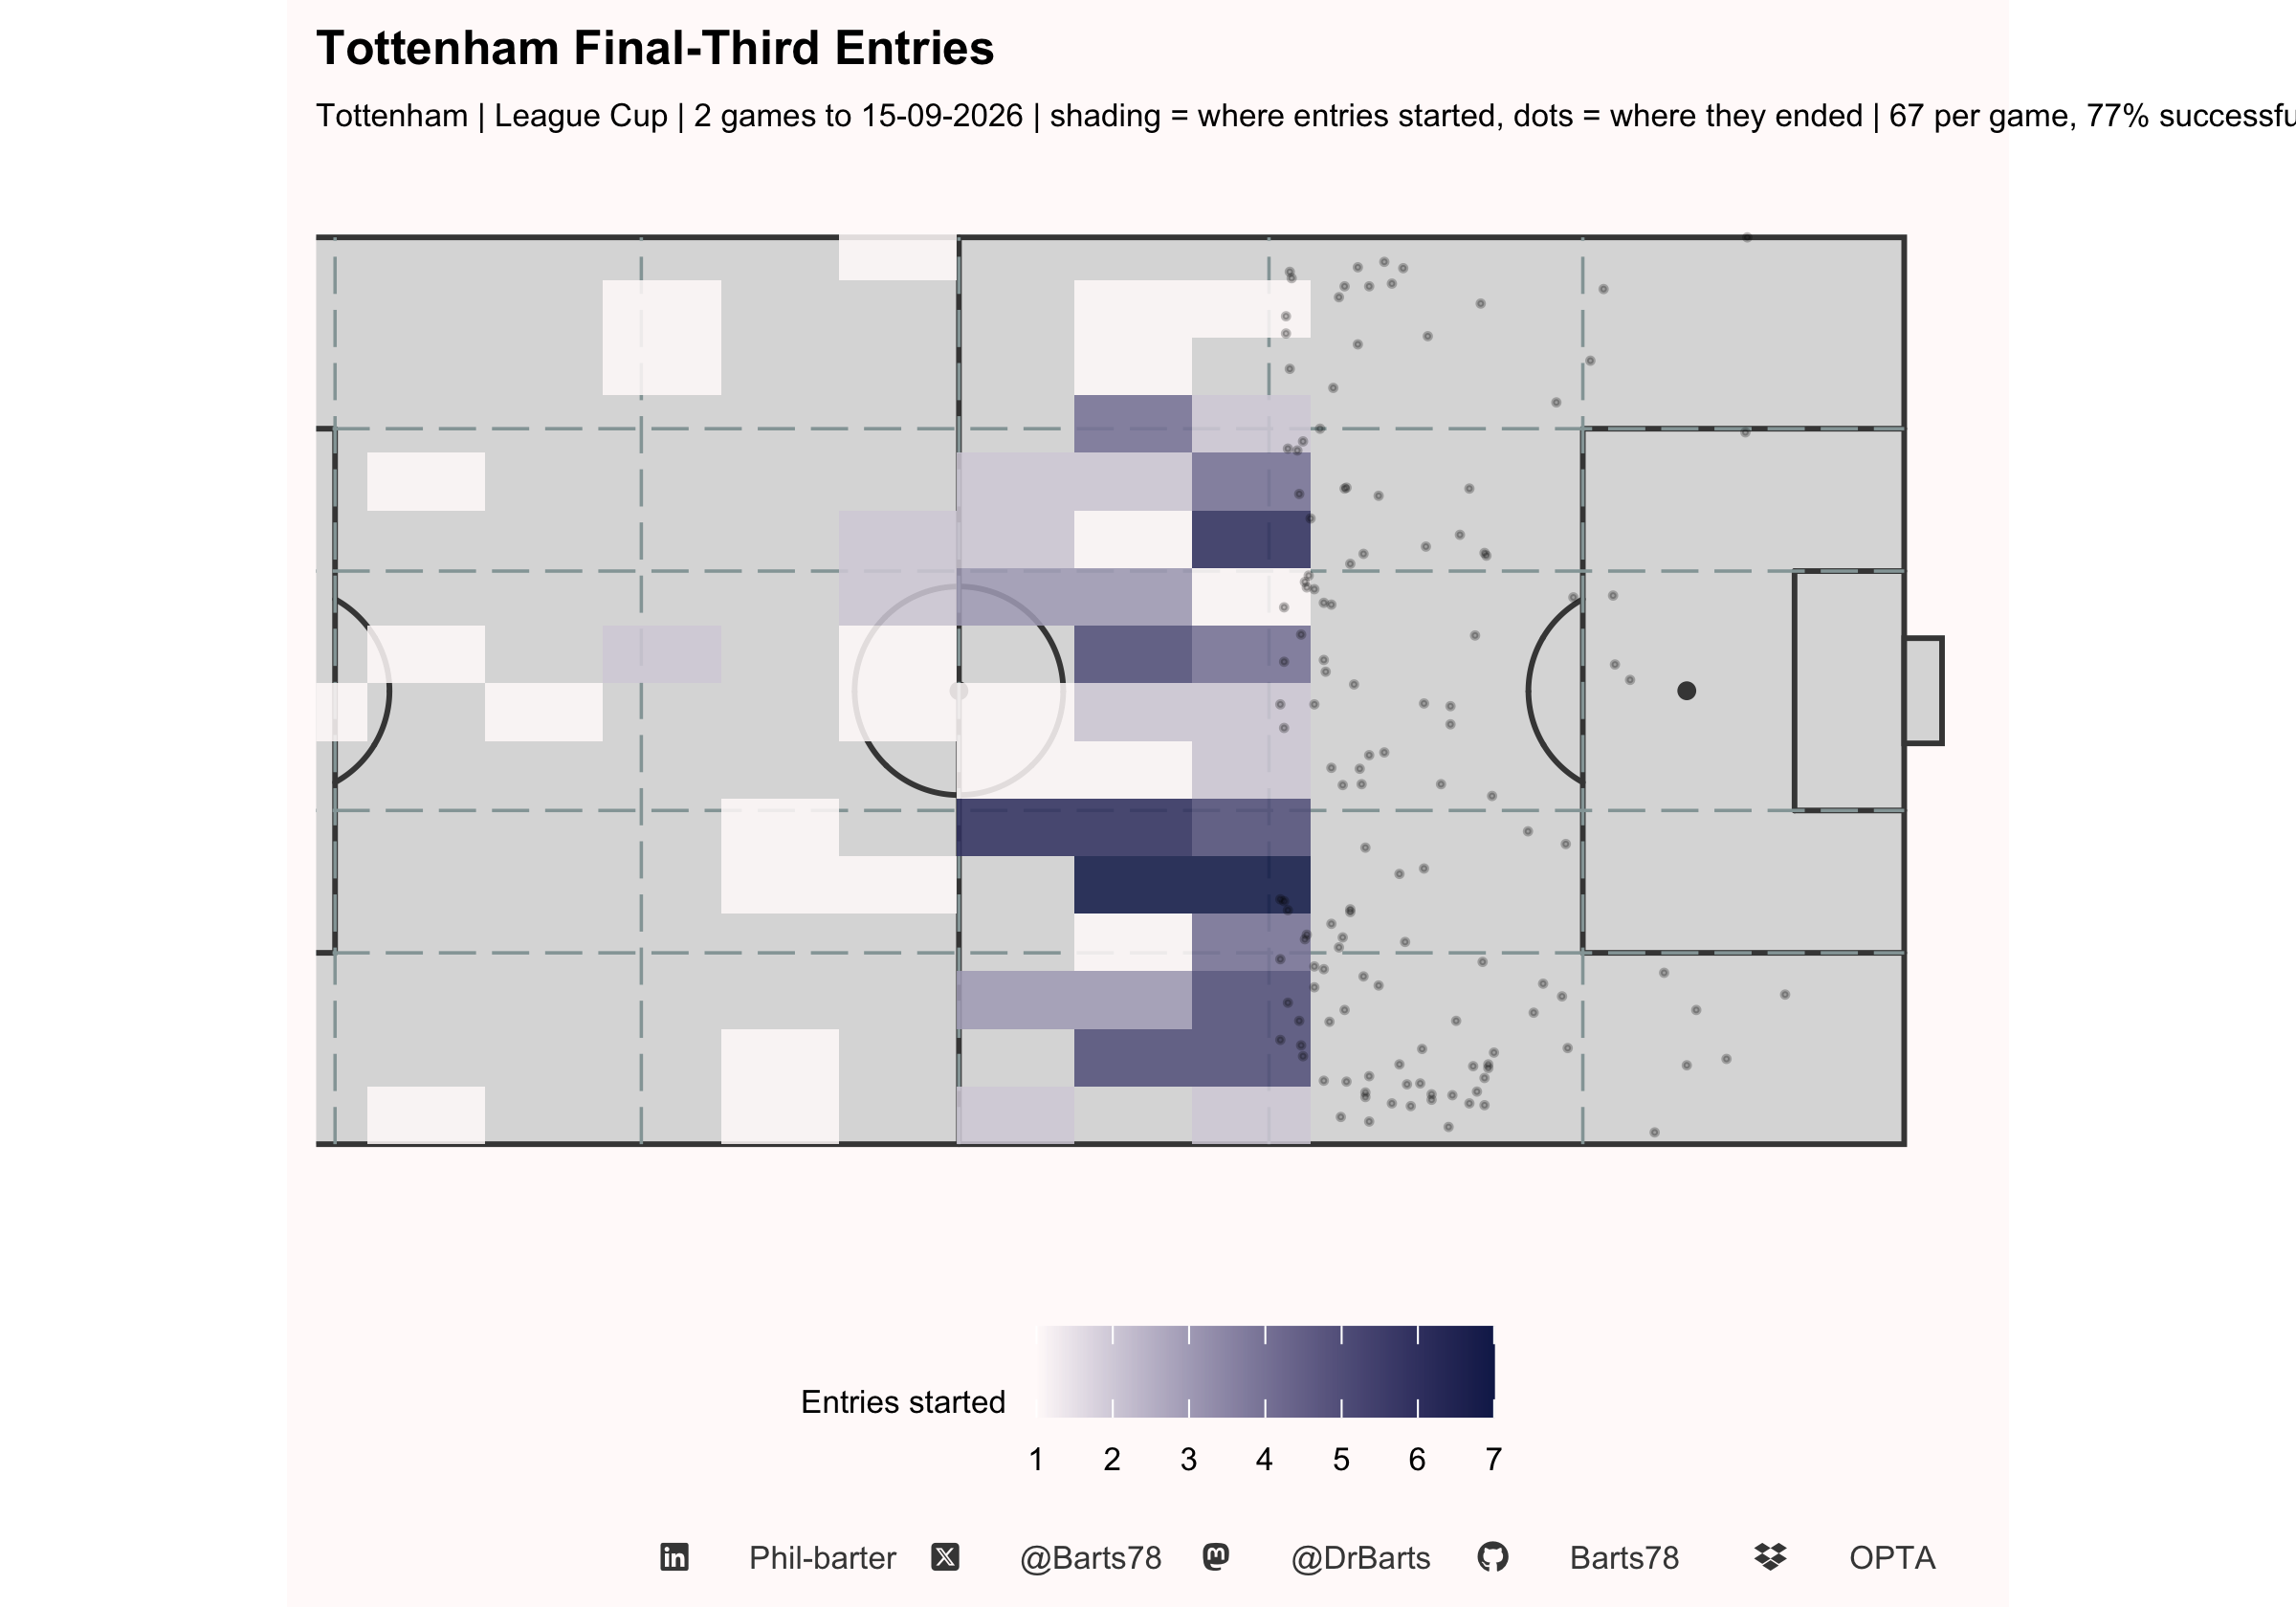 Tottenham Final-Third Entries
Tottenham | League Cup | 2 games to 15-09-2026 | shading = where entries started, dots = where they ended | 67 per game, 77% successfu
Entries started
1 2 3 4 5 6 7
Phil-barter @Barts78 @DrBarts Barts78 OPTA